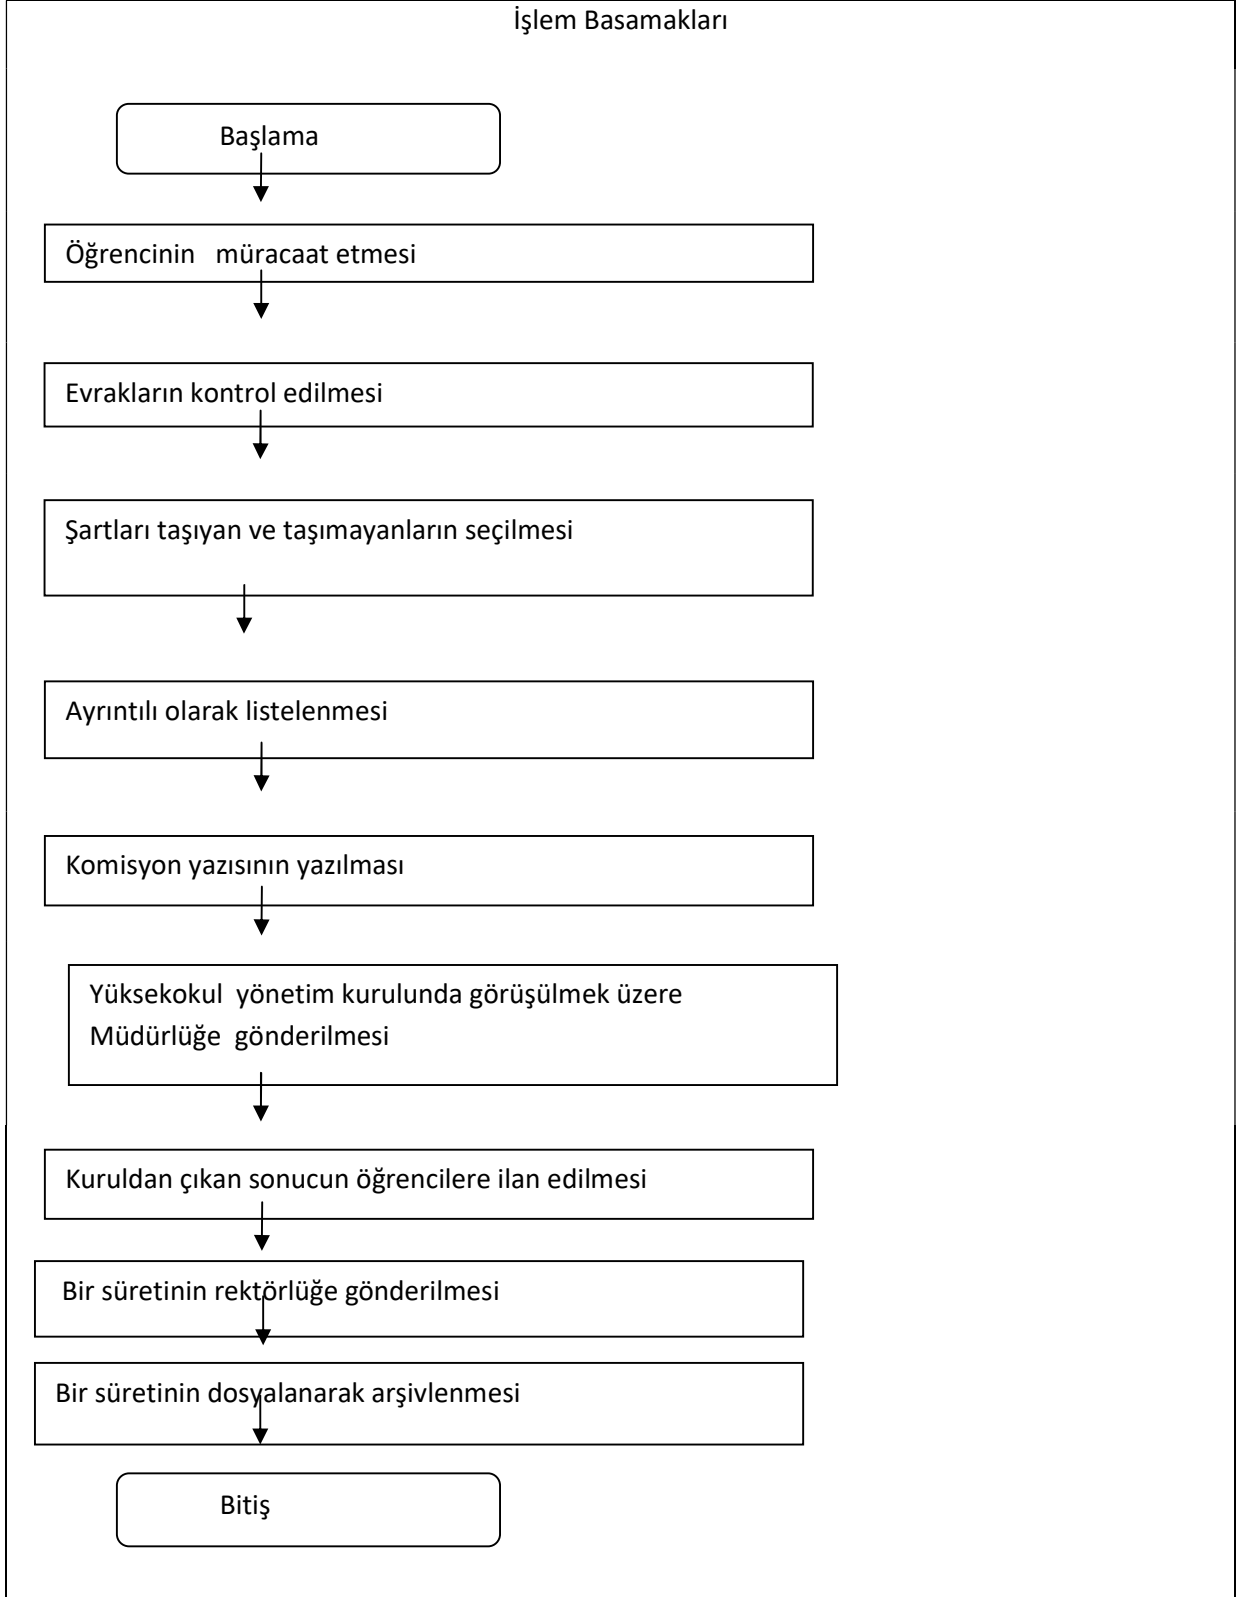 İşlem Basamakları
Başlama
Öğrencinin müracaat etmesi
Evrakların kontrol edilmesi
Şartları taşıyan ve taşımayanların seçilmesi
Ayrıntılı olarak listelenmesi
Komisyon yazısının yazılması
Yüksekokul yönetim kurulunda görüşülmek üzere
Müdürlüğe gönderilmesi
Kuruldan çıkan sonucun öğrencilere ilan edilmesi
Bir süretinin rektörlüğe gönderilmesi
Bir süretinin dosyalanarak arşivlenmesi
Bitiş